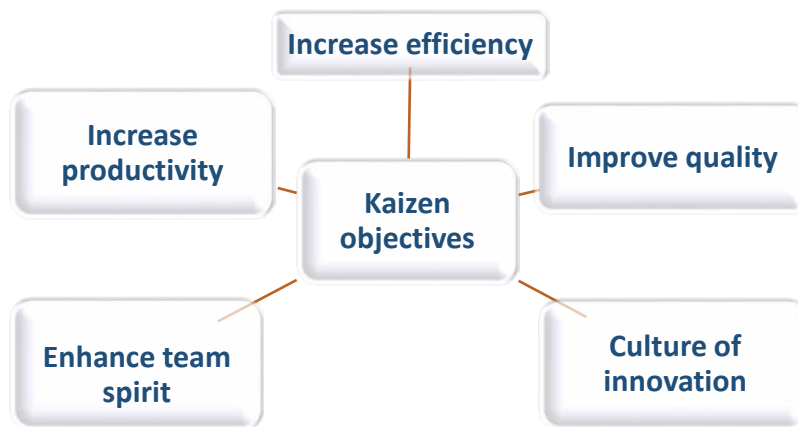 Increase efficiency
Increase
productivity
Improve quality
Kaizen
objectives
Enhance team
spirit
Culture of
innovation